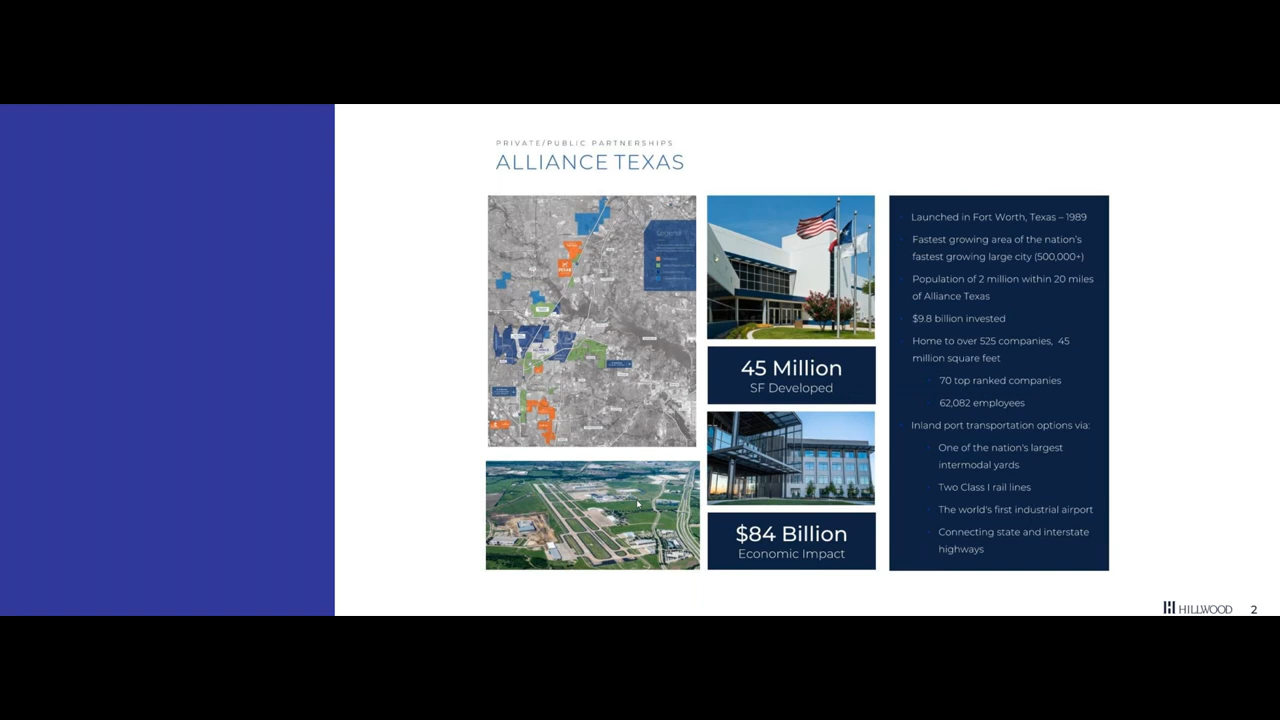 PRIVATE/PUBLIC PARTNERSHIPS
ALLIANCE TEXAS
Legend
45 Million
SF Developed
$84 Billion
Economic Impact
Launched in Fort Worth, Texas – 1989
Fastest growing area of the nation's
fastest growing large city (500,000+)
Population of 2 million within 20 miles
of Alliance Texas
$9.8 billion invested
Home to over 525 companies, 45
million square feet
70 top ranked companies
62,082 employees
Inland port transportation options via:
One of the nation's largest
intermodal yards
Two Class I rail lines
The world's first industrial airport
Connecting state and interstate
highways
HILLWOOD
2